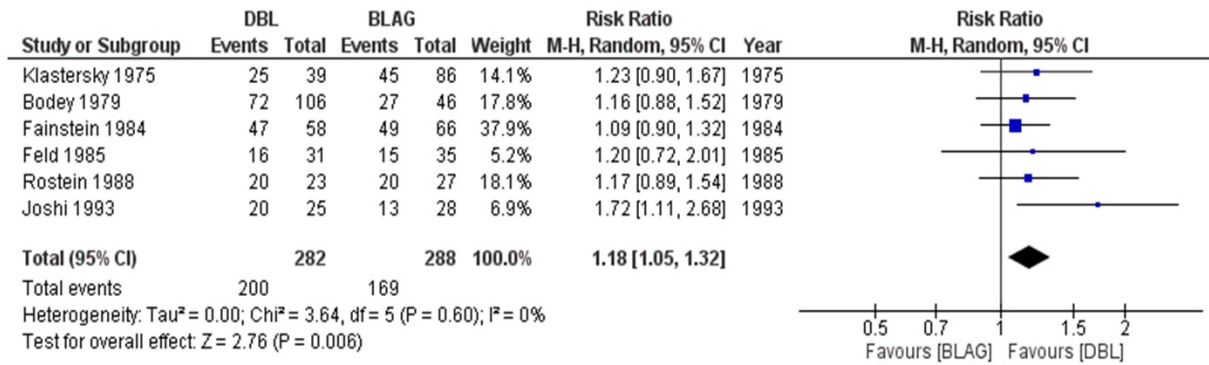 DBL BLAG Risk Ratio Risk Ratio
Study or Subgroup Events Total Events Total Weight M-H, Random, 95% CI Year M-H, Random, 95% CI
Klastersky 1975 25 39 45 86 14.1% 1.23 [0.90, 1.67] 1975
Bodey 1979 72 106 27 46 17.8% 1.16 [0.88, 1.52] 1979
Fainstein 1984 47 58 49 66 37.9% 1.09 [0.90, 1.32] 1984
Feld 1985 16 31 15 35 5.2% 1.20 [0.72, 2.01] 1985
Rostein 1988 20 23 20 27 18.1% 1.17 [0.89, 1.54] 1988
Joshi 1993 20 25 13 28 6.9% 1.72 [1.11, 2.68] 1993
Total (95% CI) 282 288 100.0% 1.18 [1.05, 1.32]
Total events 200 169
Heterogeneity: Tau² = 0.00; Chi² = 3.64, df = 5 (P = 0.60); I² = 0%
Test for overall effect: Z = 2.76 (P = 0.006)
0.5 0.7 1 1.5 2
Favours [BLAG] Favours [DBL]